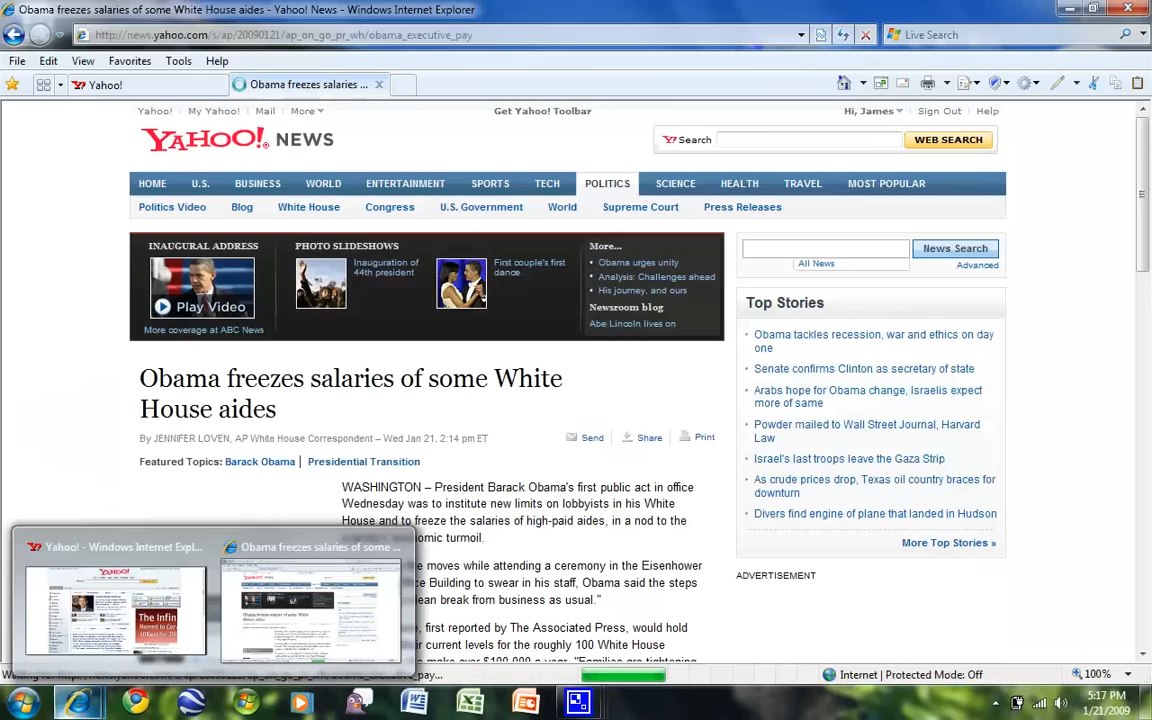 Obama freezes salaries of some White House aides - Yahoo! News - Windows Internet Explorer
http://news.yahoo.com/s/ap/20090121/ap_on_go_pr_wh/obama_executive_pay
Live Search
File Edit View Favorites Tools Help
Yahoo!
Obama freezes salaries ...
Yahoo! My Yahoo! Mail More
Get Yahoo! Toolbar
Hi, James Sign Out Help
YAHOO! NEWS
Y! Search
WEB SEARCH
HOME U.S. BUSINESS WORLD ENTERTAINMENT SPORTS TECH POLITICS SCIENCE HEALTH TRAVEL MOST POPULAR
Politics Video Blog White House Congress U.S. Government World Supreme Court Press Releases
INAUGURAL ADDRESS
Play Video
More coverage at ABC News
PHOTO SLIDESHOWS
Inauguration of
44th president
First couple's first
dance
More...
• Obama urges unity
• Analysis: Challenges ahead
• His journey, and ours
Newsroom blog
Abe Lincoln lives on
News Search
All News
Advanced
Top Stories
Obama tackles recession, war and ethics on day
one
Senate confirms Clinton as secretary of state
Arabs hope for Obama change, Israelis expect
more of same
Powder mailed to Wall Street Journal, Harvard
Law
Israel's last troops leave the Gaza Strip
As crude prices drop, Texas oil country braces for
downturn
Divers find engine of plane that landed in Hudson
More Top Stories »
ADVERTISEMENT
Obama freezes salaries of some White
House aides
By JENNIFER LOVEN, AP White House Correspondent – Wed Jan 21, 2:14 pm ET
Send Share Print
Featured Topics: Barack Obama | Presidential Transition
WASHINGTON – President Barack Obama's first public act in office
Wednesday was to institute new limits on lobbyists in his White
House and to freeze the salaries of high-paid aides, in a nod to the
economic turmoil.
moves while attending a ceremony in the Eisenhower
Building to swear in his staff, Obama said the steps
break from business as usual."
first reported by The Associated Press, would hold
current levels for the roughly 100 White House
make over $100,000 a year. "Families are tightening
Yahoo! - Windows Internet Expl...
Obama freezes salaries of some ...
Internet | Protected Mode: Off
100%
5:17 PM
1/21/2009